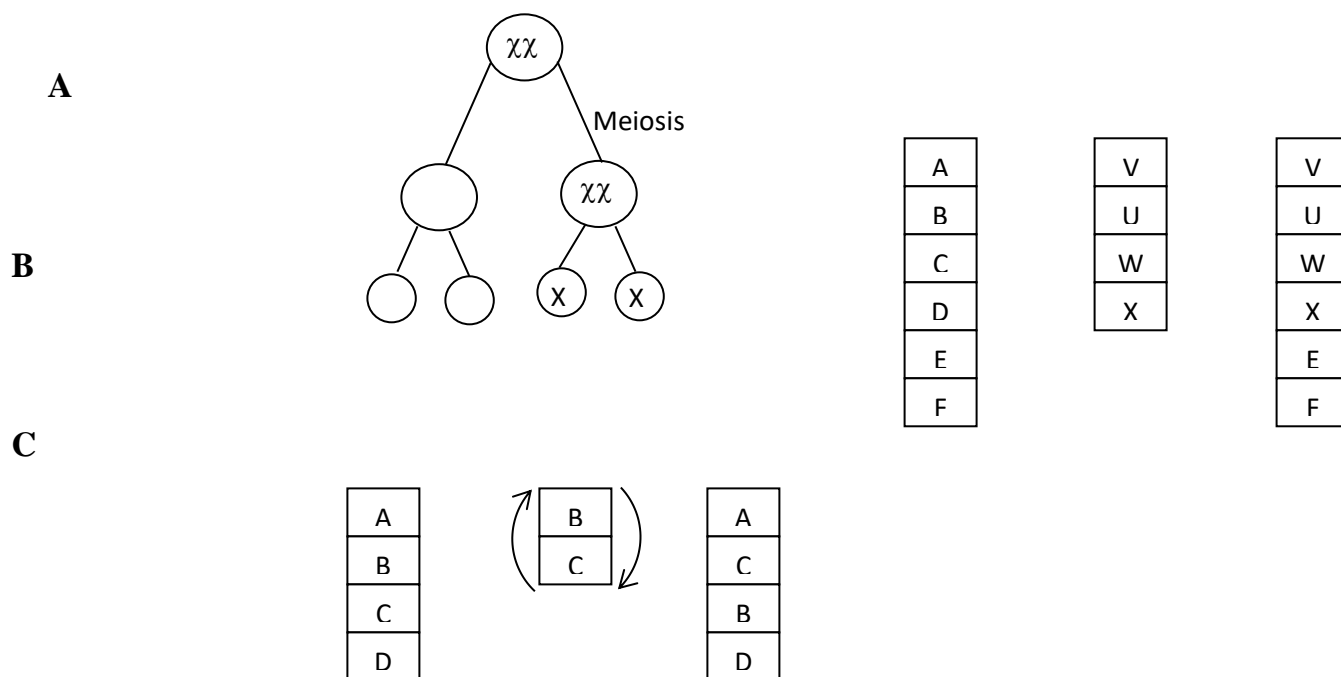 χχ
A
Meiosis
A V V
B U U
χχ
C W W
B
D X X
X X
E E
F F
C
A B A
B C C
C B
D D